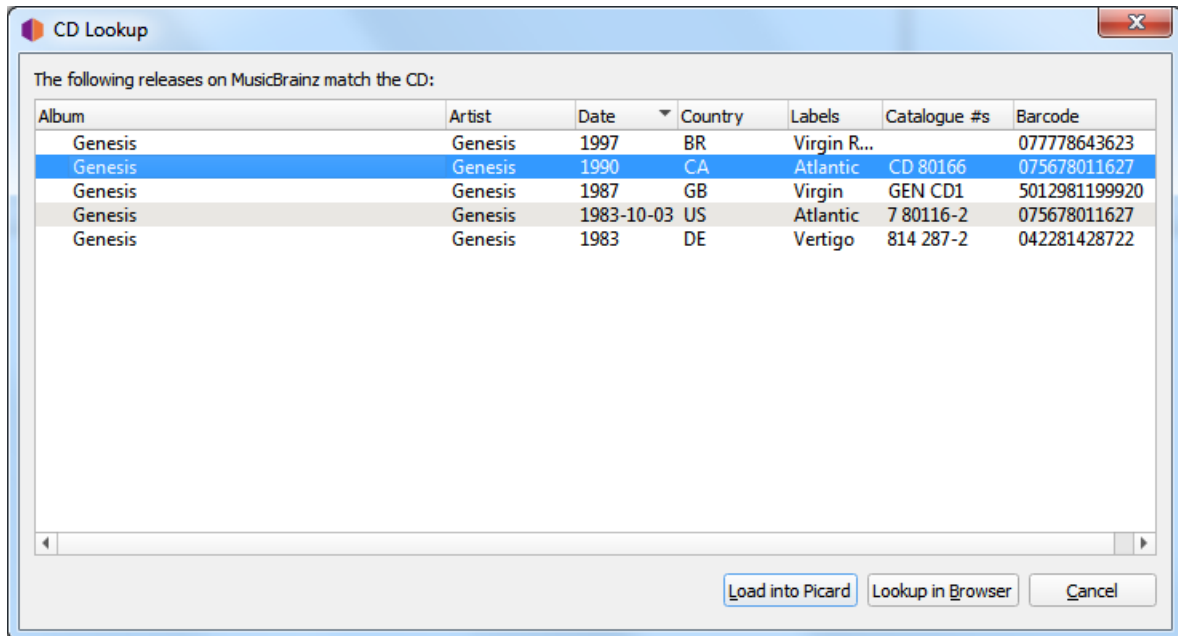 CD Lookup
The following releases on MusicBrainz match the CD:
Album Artist Date Country Labels Catalogue #s Barcode
Genesis Genesis 1997 BR Virgin R... 077778643623
Genesis Genesis 1990 CA Atlantic CD 80166 075678011627
Genesis Genesis 1987 GB Virgin GEN CD1 5012981199920
Genesis Genesis 1983-10-03 US Atlantic 7 80116-2 075678011627
Genesis Genesis 1983 DE Vertigo 814 287-2 042281428722
Load into Picard Lookup in Browser Cancel